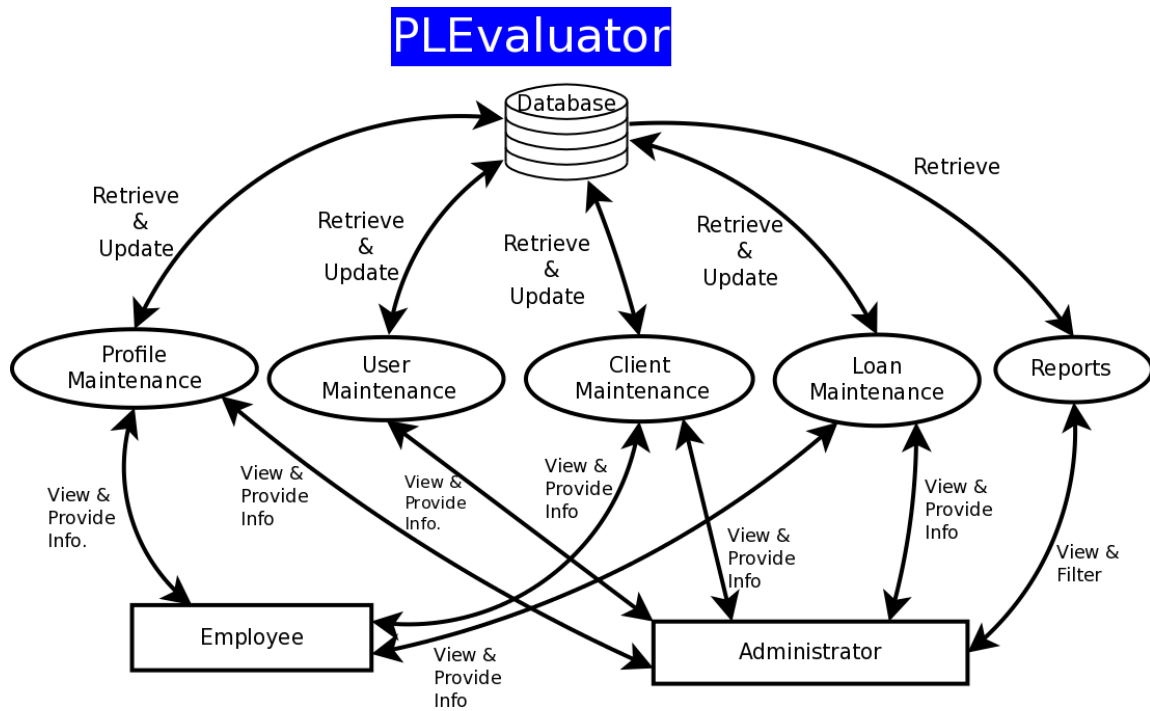 PLEvaluator
Database
Retrieve
Retrieve
&
Update
Retrieve
&
Update
Retrieve
&
Update
Retrieve
&
Update
Profile
Maintenance
User
Maintenance
Client
Maintenance
Loan
Maintenance
Reports
View &
Provide
Info.
View &
Provide
Info
View &
Provide
Info.
View &
Provide
Info
View &
Provide
Info
View &
Provide
Info
View &
Filter
Employee
View &
Provide
Info
Administrator